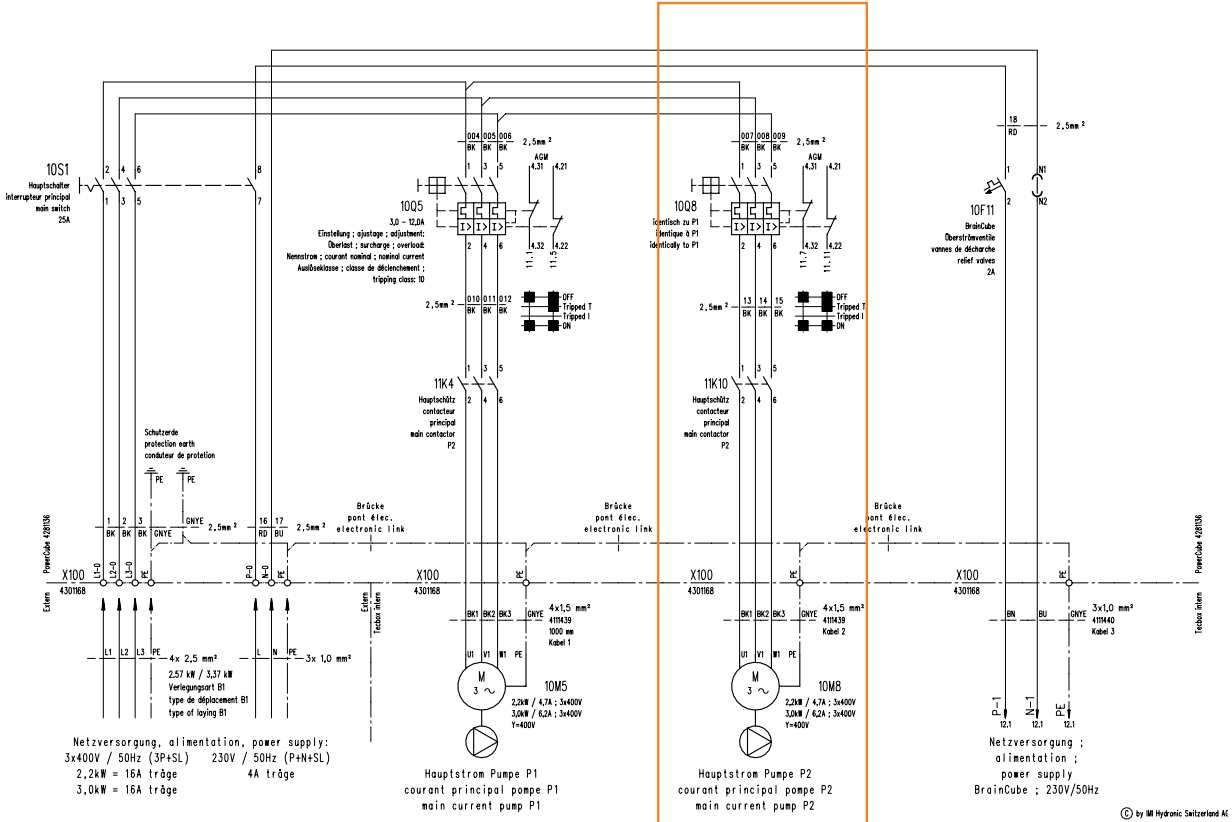 10S1
Hauptschalter
interrupteur principal
main switch
25A
2 4 6
1 3 5
8
7
004 005 006
BK BK BK
2,5mm²
AGM
4.31 4.21
1 3 5
10Q5
3,0 - 12,0A
Einstellung ; ajustage ; adjustment;
Überlast ; surcharge ; overload:
Nennstrom ; courant nominal ; nominal current
Auslöseklasse ; classe de déclenchement ;
tripping class: 10
I> I> I>
2 4 6
4.32 4.22
11.1 11.5
2,5mm²
010 011 012
BK BK BK
OFF
Tripped T
Tripped I
ON
11K4
Hauptschütz
contacteur
principal
main contactor
P2
1 3 5
2 4 6
007 008 009
BK BK BK
2,5mm²
AGM
4.31 4.21
1 3 5
10Q8
identisch zu P1
identique à P1
identically to P1
I> I> I>
2 4 6
4.32 4.22
11.7 11.11
2,5mm²
13 14 15
BK BK BK
OFF
Tripped T
Tripped I
ON
11K10
Hauptschütz
contacteur
principal
main contactor
P2
1 3 5
2 4 6
18
RD
2,5mm²
1
2
N1
N2
10F11
BrainCube
Überströmventile
vannes de décharche
relief valves
2A
Schutzerde
protection earth
conduteur de protetion
PE PE
1 2 3
BK BK BK GNYE
GNYE
2,5mm²
16 17
RD BU
2,5mm²
Brücke
pont élec.
electronic link
Brücke
pont élec.
electronic link
Brücke
pont élec.
electronic link
PowerCube 4281136
Extern
X100
4301168
L1-0 L2-0 L3-0 PE
P-0 N-0 PE
Extern
Tecbox intern
X100
4301168
PE
X100
4301168
PE
X100
4301168
PE
PowerCube 4281136
Tecbox intern
L1 L2 L3 PE
4x 2,5mm²
2,57 kW / 3,37 kW
Verlegungsart B1
type de déplacement B1
type of laying B1
L N PE
3x 1,0 mm²
BK1 BK2 BK3 GNYE
4x1,5 mm²
4111439
1000 mm
Kabel 1
U1 V1 W1 PE
M
3 ~
10M5
2,2kW / 4,7A ; 3x400V
3,0kW / 6,2A ; 3x400V
Y=400V
BK1 BK2 BK3 GNYE
4x1,5 mm²
4111439
Kabel 2
U1 V1 W1 PE
M
3 ~
10M8
2,2kW / 4,7A ; 3x400V
3,0kW / 6,2A ; 3x400V
Y=400V
BN BU GNYE
3x1,0 mm²
4111440
Kabel 3
P-1 N-1 PE
12.1 12.1 12.1
Netzversorgung, alimentation, power supply:
3x400V / 50Hz (3P+SL) 230V / 50Hz (P+N+SL)
2,2kW = 16A träge 4A träge
3,0kW = 16A träge
Hauptstrom Pumpe P1
courant principal pompe P1
main current pump P1
Hauptstrom Pumpe P2
courant principal pompe P2
main current pump P2
Netzversorgung ;
alimentation ;
power supply
BrainCube ; 230V/50Hz
© by IMI Hydronic Switzerland AG